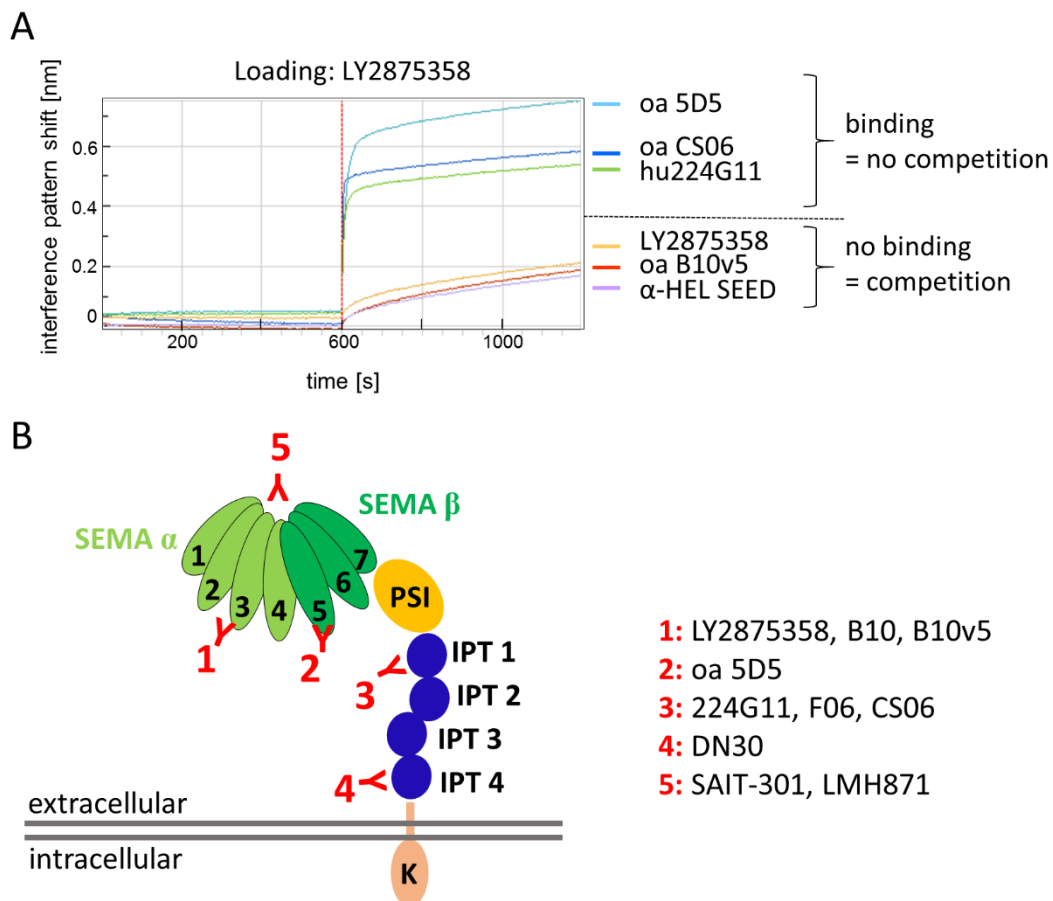 A
Loading: LY2875358
interference pattern shift [nm]
0.6
0.4
0.2
0
200
600
1000
time [s]
oa 5D5
oa CS06
hu224G11
binding
= no competition
LY2875358
oa B10v5
α-HEL SEED
no binding
= competition
B
5
SEMA α
SEMA β
1
2
3
4
5
6
7
PSI
1
2
3
IPT 1
IPT 2
IPT 3
4
IPT 4
extracellular
intracellular
K
1: LY2875358, B10, B10v5
2: oa 5D5
3: 224G11, F06, CS06
4: DN30
5: SAIT-301, LMH871